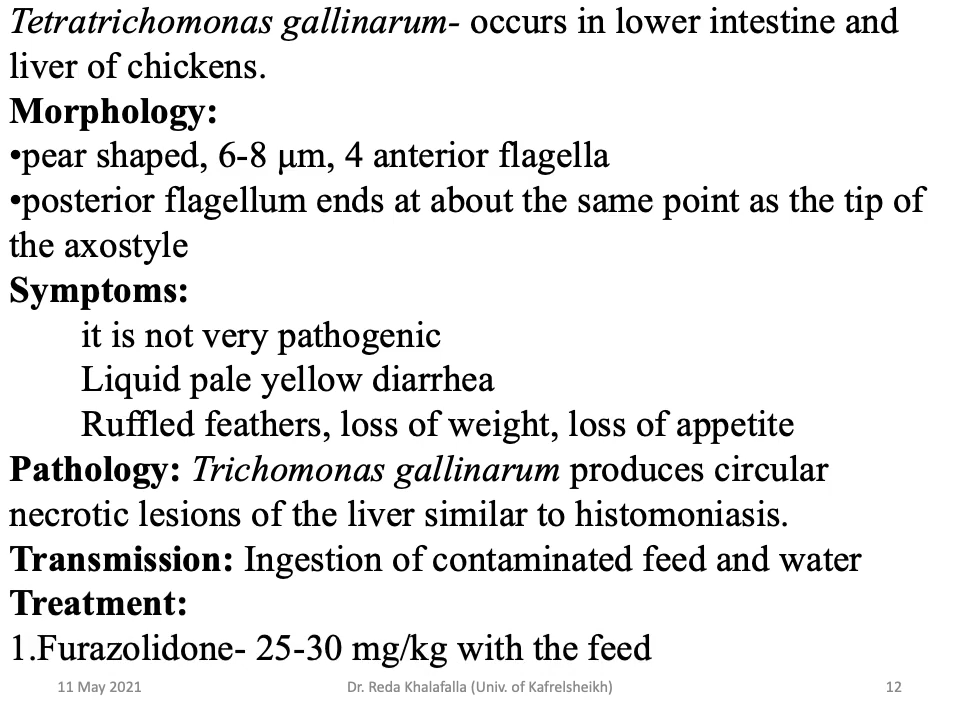 Tetratrichomonas gallinarum- occurs in lower intestine and
liver of chickens.
Morphology:
•pear shaped, 6-8 μm, 4 anterior flagella
•posterior flagellum ends at about the same point as the tip of
the axostyle
Symptoms:
it is not very pathogenic
Liquid pale yellow diarrhea
Ruffled feathers, loss of weight, loss of appetite
Pathology: Trichomonas gallinarum produces circular
necrotic lesions of the liver similar to histomoniasis.
Transmission: Ingestion of contaminated feed and water
Treatment:
1.Furazolidone- 25-30 mg/kg with the feed
11 May 2021 Dr. Reda Khalafalla (Univ. of Kafrelsheikh) 12